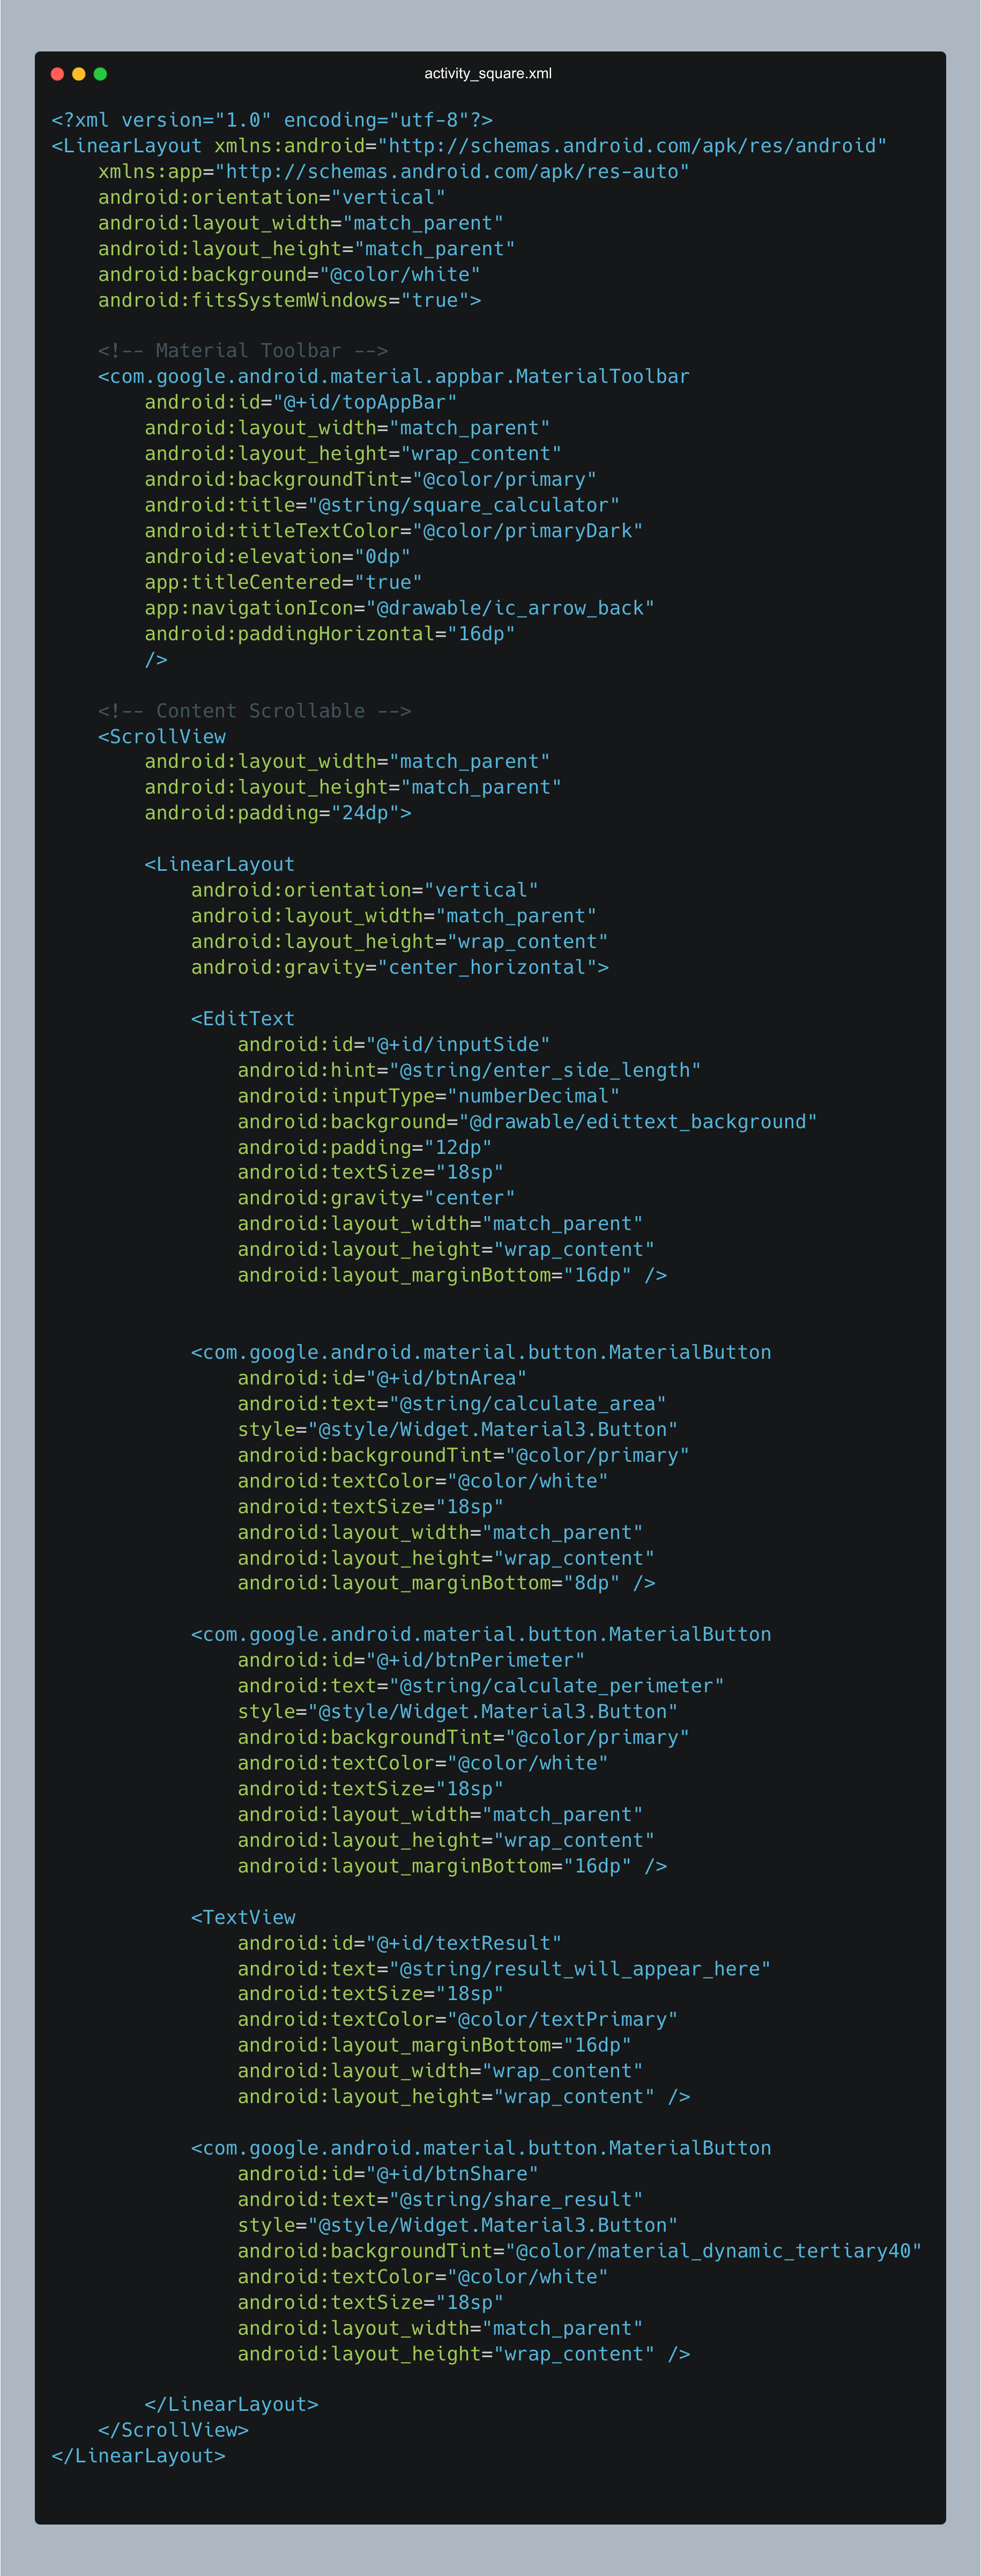 activity_square.xml
<?xml version="1.0" encoding="utf-8"?>
<LinearLayout xmlns:android="http://schemas.android.com/apk/res/android"
    xmlns:app="http://schemas.android.com/apk/res-auto"
    android:orientation="vertical"
    android:layout_width="match_parent"
    android:layout_height="match_parent"
    android:background="@color/white"
    android:fitsSystemWindows="true">

    <!-- Material Toolbar -->
    <com.google.android.material.appbar.MaterialToolbar
        android:id="@+id/topAppBar"
        android:layout_width="match_parent"
        android:layout_height="wrap_content"
        android:backgroundTint="@color/primary"
        android:title="@string/square_calculator"
        android:titleTextColor="@color/primaryDark"
        android:elevation="0dp"
        app:titleCentered="true"
        app:navigationIcon="@drawable/ic_arrow_back"
        android:paddingHorizontal="16dp"
        />

    <!-- Content Scrollable -->
    <ScrollView
        android:layout_width="match_parent"
        android:layout_height="match_parent"
        android:padding="24dp">

        <LinearLayout
            android:orientation="vertical"
            android:layout_width="match_parent"
            android:layout_height="wrap_content"
            android:gravity="center_horizontal">

            <EditText
                android:id="@+id/inputSide"
                android:hint="@string/enter_side_length"
                android:inputType="numberDecimal"
                android:background="@drawable/edittext_background"
                android:padding="12dp"
                android:textSize="18sp"
                android:gravity="center"
                android:layout_width="match_parent"
                android:layout_height="wrap_content"
                android:layout_marginBottom="16dp" />


            <com.google.android.material.button.MaterialButton
                android:id="@+id/btnArea"
                android:text="@string/calculate_area"
                style="@style/Widget.Material3.Button"
                android:backgroundTint="@color/primary"
                android:textColor="@color/white"
                android:textSize="18sp"
                android:layout_width="match_parent"
                android:layout_height="wrap_content"
                android:layout_marginBottom="8dp" />

            <com.google.android.material.button.MaterialButton
                android:id="@+id/btnPerimeter"
                android:text="@string/calculate_perimeter"
                style="@style/Widget.Material3.Button"
                android:backgroundTint="@color/primary"
                android:textColor="@color/white"
                android:textSize="18sp"
                android:layout_width="match_parent"
                android:layout_height="wrap_content"
                android:layout_marginBottom="16dp" />

            <TextView
                android:id="@+id/textResult"
                android:text="@string/result_will_appear_here"
                android:textSize="18sp"
                android:textColor="@color/textPrimary"
                android:layout_marginBottom="16dp"
                android:layout_width="wrap_content"
                android:layout_height="wrap_content" />

            <com.google.android.material.button.MaterialButton
                android:id="@+id/btnShare"
                android:text="@string/share_result"
                style="@style/Widget.Material3.Button"
                android:backgroundTint="@color/material_dynamic_tertiary40"
                android:textColor="@color/white"
                android:textSize="18sp"
                android:layout_width="match_parent"
                android:layout_height="wrap_content" />

        </LinearLayout>
    </ScrollView>
</LinearLayout>